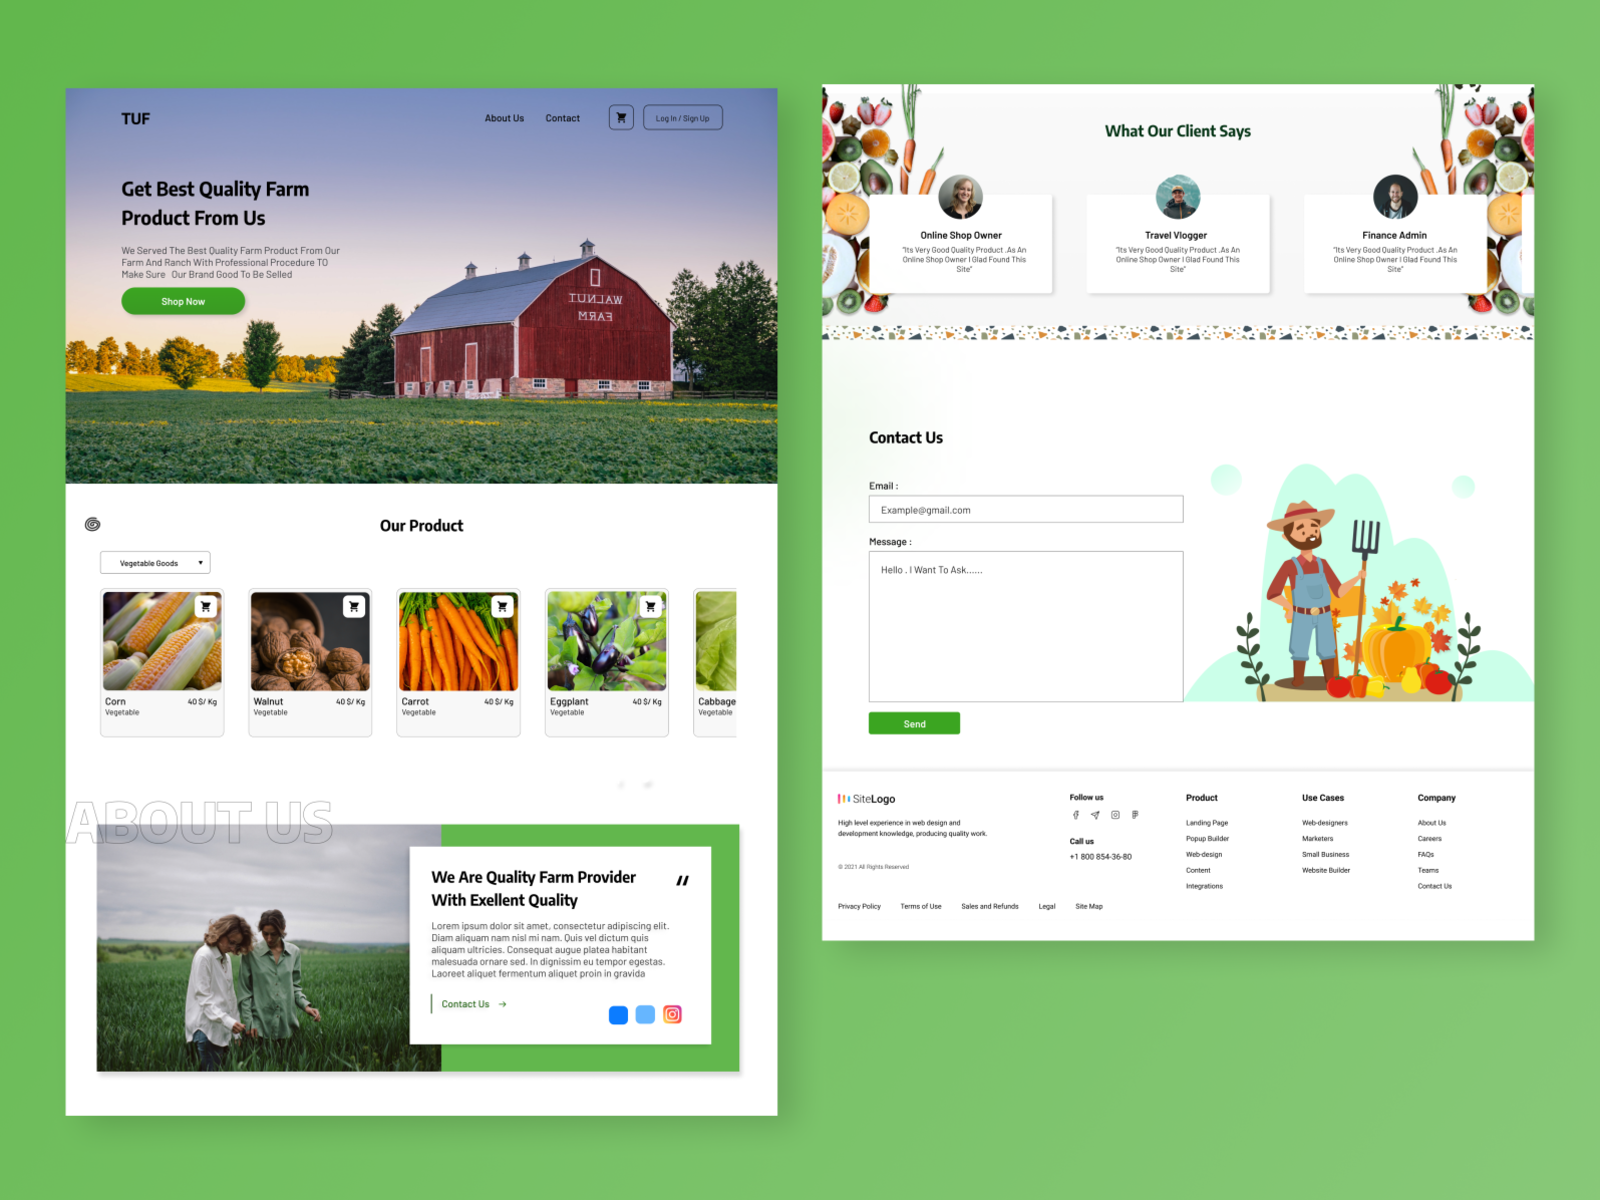 TUF
About Us
Contact
Log In / Sign Up
Get Best Quality Farm
Product From Us
We Served The Best Quality Farm Product From Our
Farm And Ranch With Professional Procedure TO
Make Sure Our Brand Good To Be Selled
Shop Now
WALNUT
FARM
Our Product
Vegetable Goods
Corn
40 $/ Kg
Vegetable
Walnut
40 $/ Kg
Vegetable
Carrot
40 $/ Kg
Vegetable
Eggplant
40 $/ Kg
Vegetable
Cabbage
Vegetable
ABOUT US
We Are Quality Farm Provider
With Exellent Quality
Lorem ipsum dolor sit amet, consectetur adipiscing elit.
Diam aliquam nam nisl mi nam. Quis vel dictum quis
aliquam ultricies. Consequat augue platea habitant
malesuada ornare sed. In dignissim eu tempor egestas.
Laoreet aliquet fermentum aliquet proin in gravida
Contact Us
What Our Client Says
Online Shop Owner
"Its Very Good Quality Product .As An
Online Shop Owner I Glad Found This
Site"
Travel Vlogger
"Its Very Good Quality Product .As An
Online Shop Owner I Glad Found This
Site"
Finance Admin
"Its Very Good Quality Product .As An
Online Shop Owner I Glad Found This
Site"
Contact Us
Email :
Example@gmail.com
Message :
Hello . I Want To Ask......
Send
SiteLogo
High level experience in web design and
development knowledge, producing quality work.
© 2021 All Rights Reserved
Follow us
Call us
+1 800 854-36-80
Product
Landing Page
Popup Builder
Web-design
Content
Integrations
Use Cases
Web-designers
Marketers
Small Business
Website Builder
Company
About Us
Careers
FAQs
Teams
Contact Us
Privacy Policy
Terms of Use
Sales and Refunds
Legal
Site Map